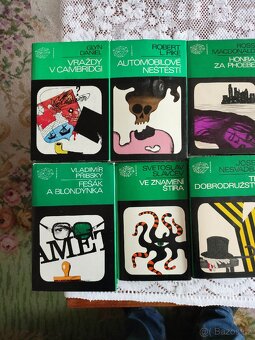 GLYN
DANIEL
VRAŽDY
V CAMBRIDGI
ROBERT
L. PIKE
AUTOMOBILOVÉ
NEŠTĚSTÍ
ROSS
MACDONALD
HONBA
ZA PHOEBE
VLADIMÍR
PŘIBSKÝ
FEŠÁK
A BLONDÝNKA
AMET
SVETOSLAV
SLAVČEV
VE ZNAMENÍ
ŠTÍRA
JOSEF
NESVADBA
DOBRODRUŽSTV